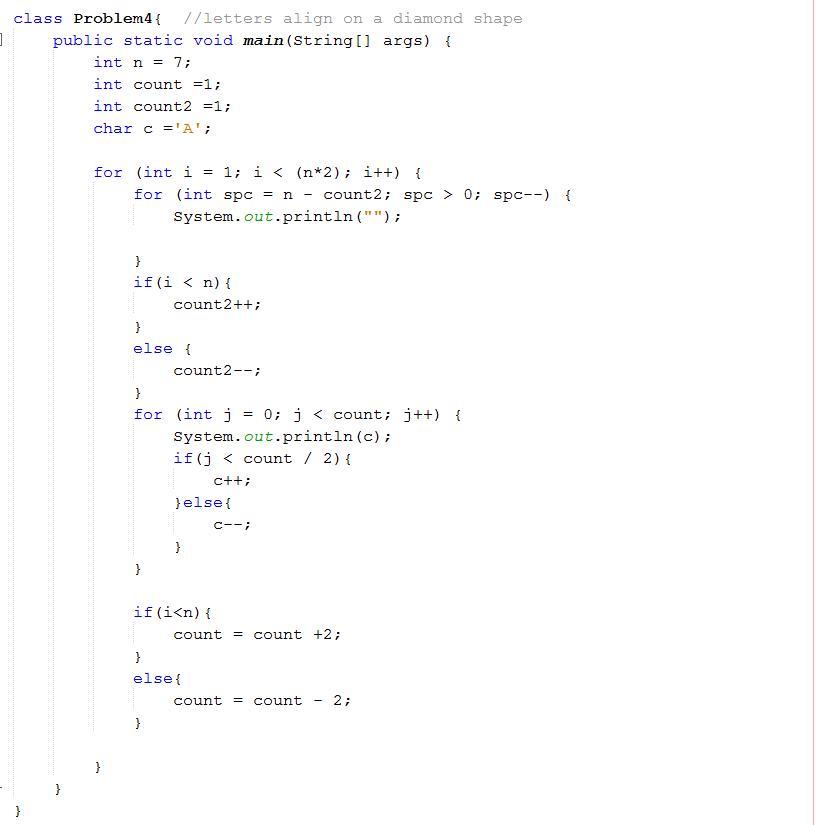 class Problem4{  //letters align on a diamond shape
    public static void main(String[] args) {
        int n = 7;
        int count =1;
        int count2 =1;
        char c ='A';

        for (int i = 1; i < (n*2); i++) {
            for (int spc = n - count2; spc > 0; spc--) {
                System.out.println("");

            }
            if(i < n){
                count2++;
            }
            else {
                count2--;
            }
            for (int j = 0; j < count; j++) {
                System.out.println(c);
                if(j < count / 2){
                    c++;
                }else{
                    c--;
                }
            }

            if(i<n){
                count = count +2;
            }
            else{
                count = count - 2;
            }

        }
    }
}